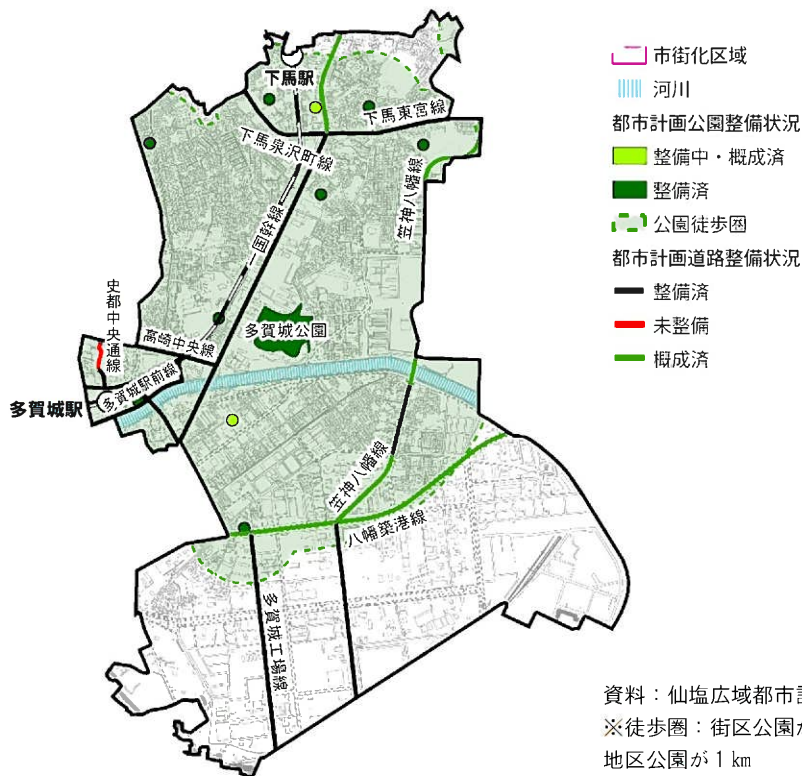 下馬駅
下馬東宮線
下馬泉沢町線
笠神八幡線
一国幹線
史都中央通線
高崎中央線
多賀城公園
多賀城駅前線
多賀城駅
笠神八幡線
八幡築港線
多賀城工場線
市街化区域
河川
都市計画公園整備状況
整備中・概成済
整備済
公園徒歩圏
都市計画道路整備状況
整備済
未整備
概成済
資料：仙塩広域都市
※徒歩圏：街区公園が
地区公園が1km